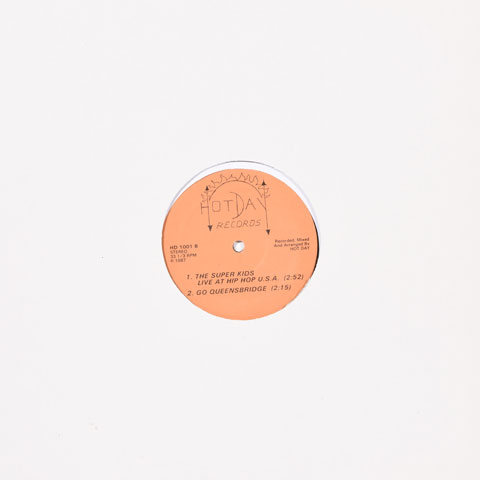 HOT DAY
RECORDS
HD 1001 B
STEREO
33 1/3 RPM
℗ 1987
Recorded, Mixed
And Arranged By
HOT DAY
1. THE SUPER KIDS
LIVE AT HIP HOP U.S.A. (2:52)
2. GO QUEENSBRIDGE (2:15)